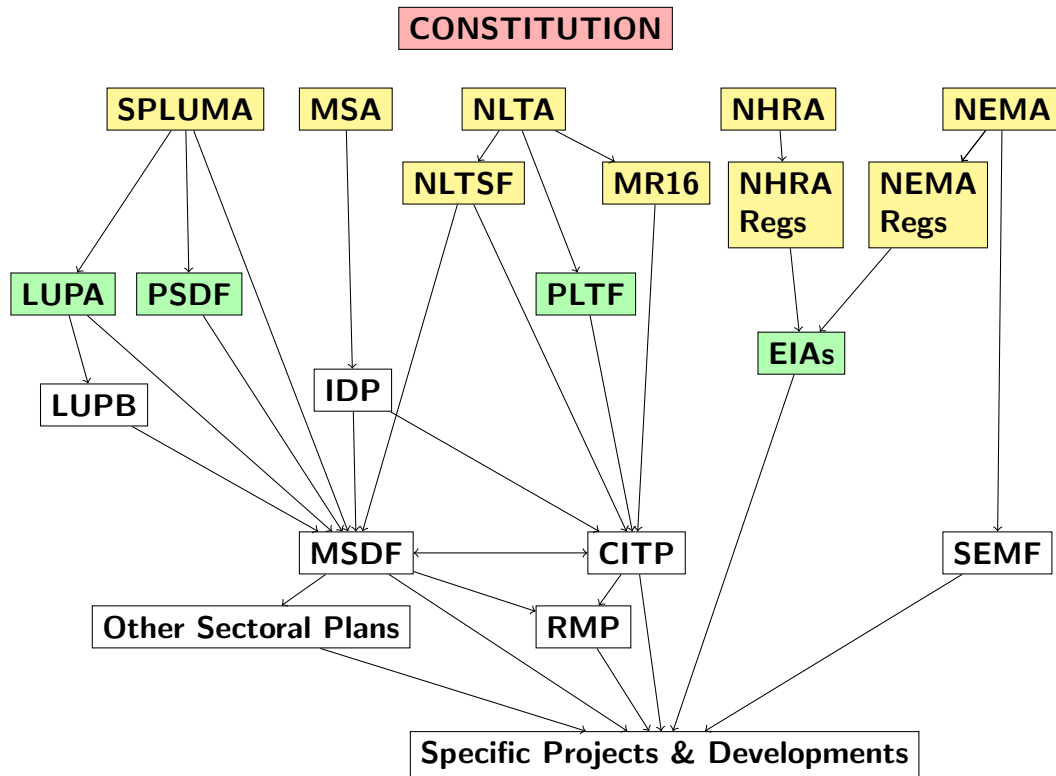 CONSTITUTION
SPLUMA
MSA
NLTA
NHRA
NEMA
NLTSF
MR16
NHRA
Regs
NEMA
Regs
LUPA
PSDF
PLTF
EIAs
IDP
LUPB
MSDF
CITP
SEMF
Other Sectoral Plans
RMP
Specific Projects & Developments